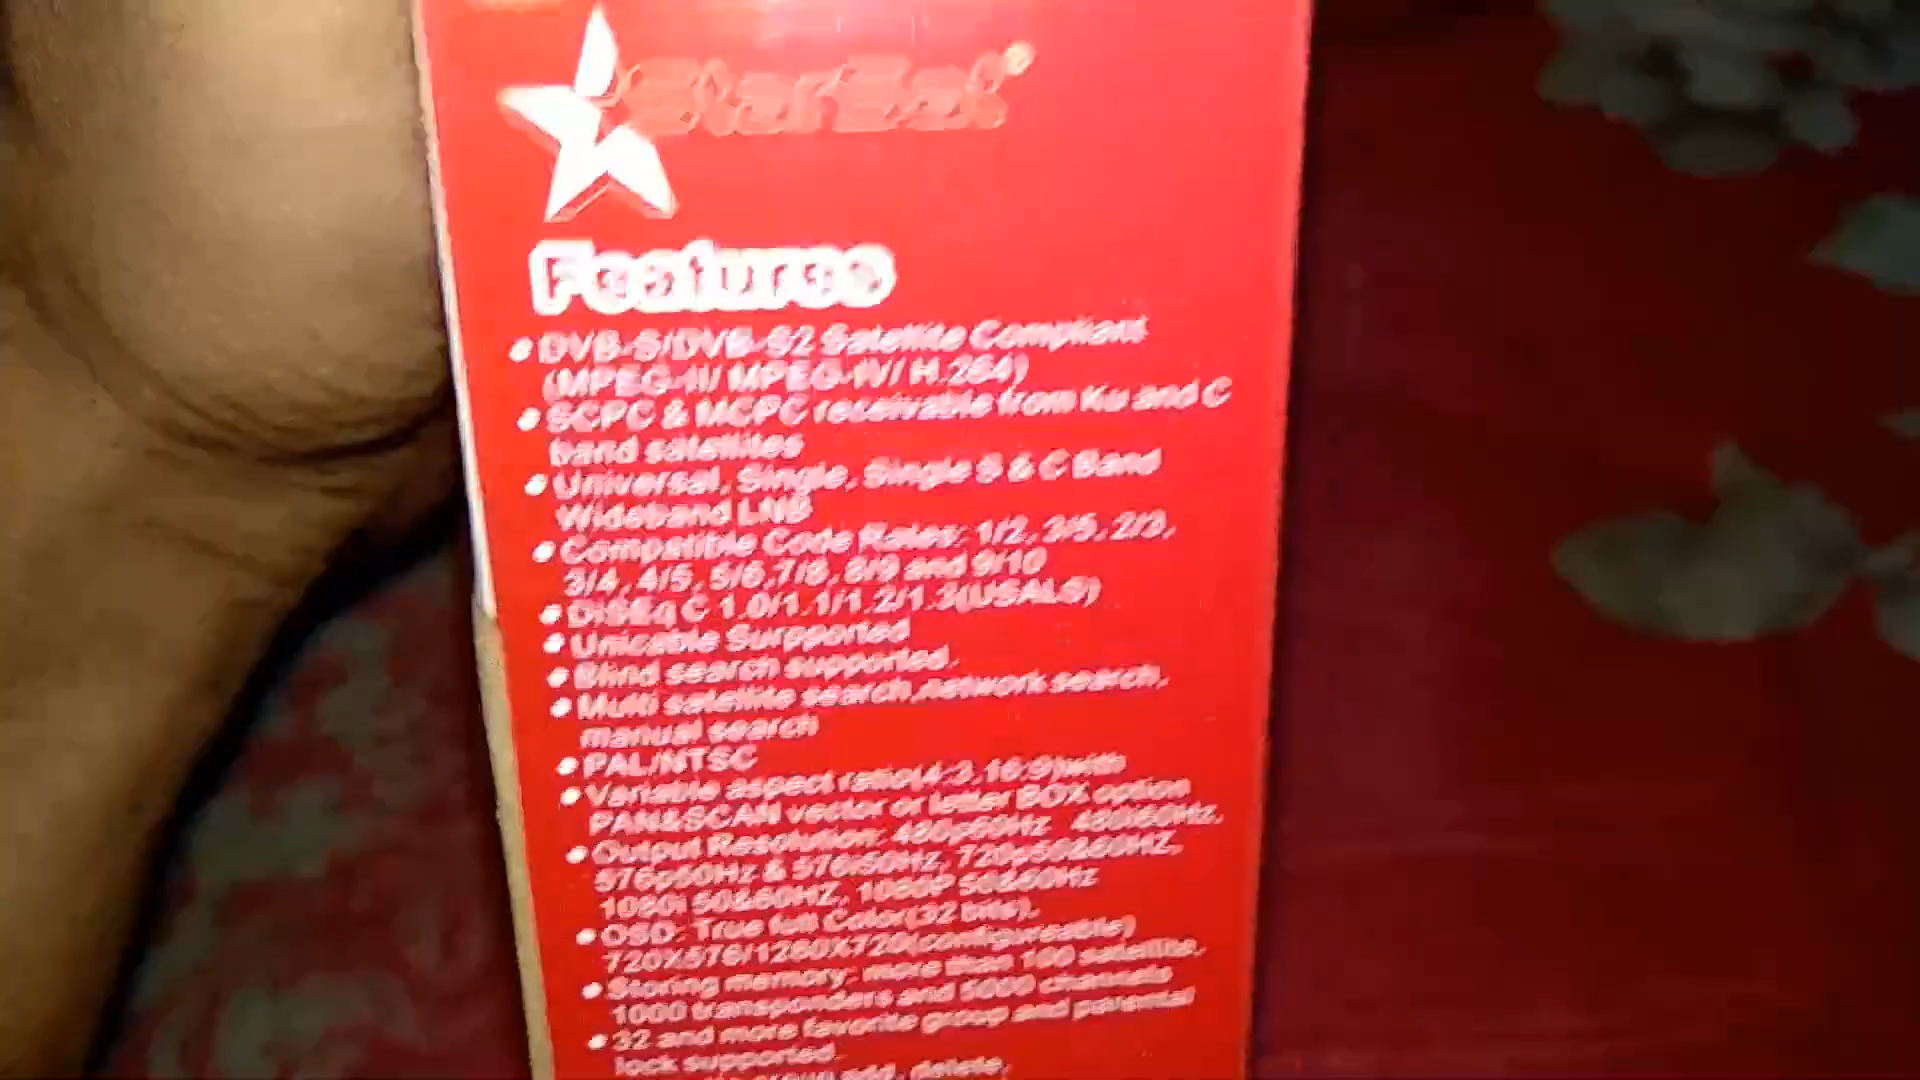 StarSat
Features
DVB-S/DVB-S2 Satellite Compliant
(MPEG-II/ MPEG-IV/ H.264)
SCPC & MCPC receivable from Ku and C
band satellites
Universal, Single, Single S & C Band
Wideband LNB
Compatible Code Rates: 1/2, 3/5, 2/3,
3/4, 4/5, 5/6,7/8, 8/9 and 9/10
DISEq C 1.0/1.1/1.2/1.3(USALS)
Unicable Surpported
Blind search supported.
Multi satellite search,network search,
manual search
PAL/NTSC
Variable aspect ratio(4:3,16:9)with
PAN&SCAN vector or letter BOX option
Output Resolution: 480p60Hz 480i60Hz,
576p50Hz & 576i50Hz, 720p50&60HZ,
1080i 50&60HZ, 1080P 50&60Hz
OSD: True full Color(32 bits),
720X576/1280X720(configureable)
Storing memory: more than 100 satellite,
1000 transponders and 5000 channels
32 and more favorite group and parental
lock supported.
add, delete,